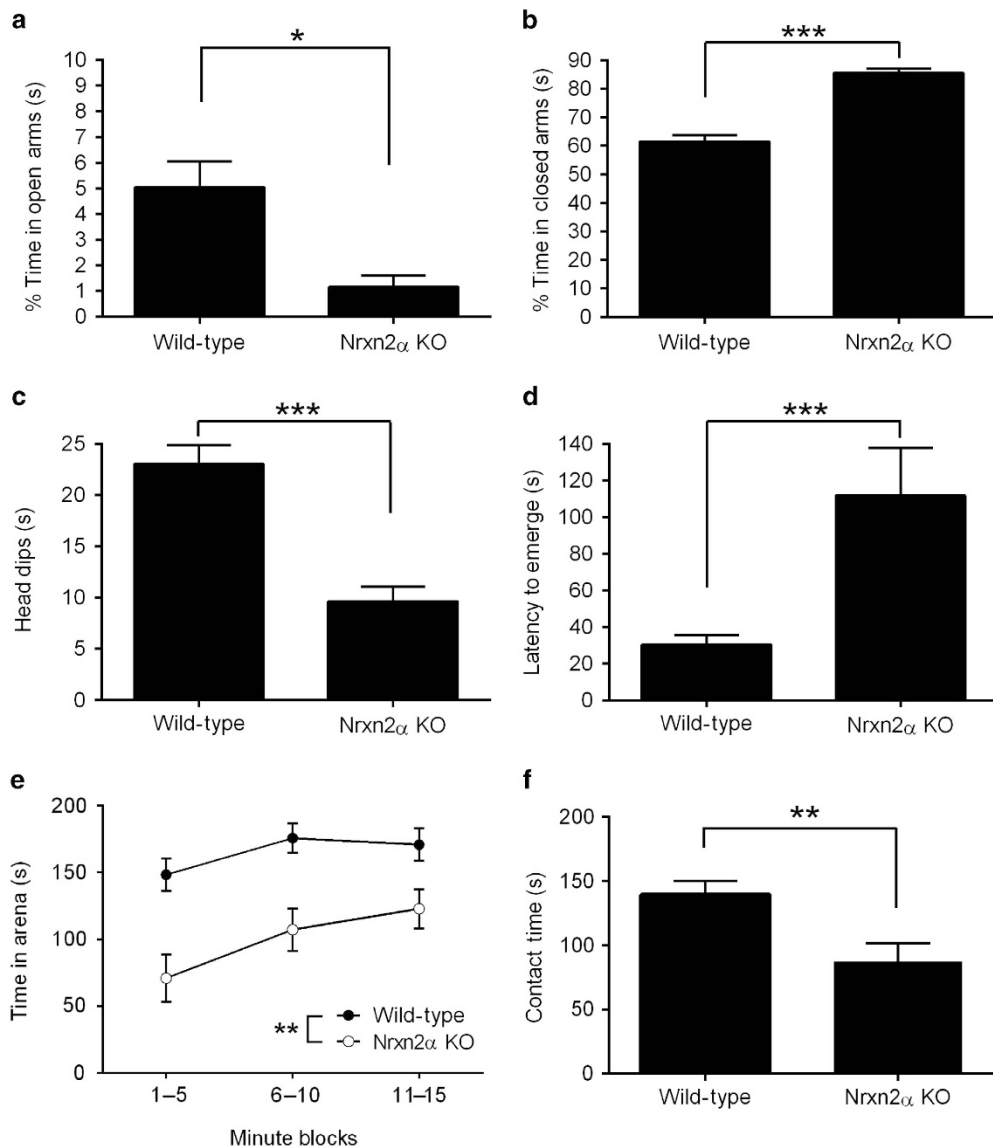 a
*
% Time in open arms (s)
10
9
8
7
6
5
4
3
2
1
0
Wild-type
Nrxn2α KO
b
***
% Time in closed arms (s)
90
80
70
60
50
40
30
20
10
0
Wild-type
Nrxn2α KO
c
***
Head dips (s)
25
20
15
10
5
0
Wild-type
Nrxn2α KO
d
***
Latency to emerge (s)
140
120
100
80
60
40
20
0
Wild-type
Nrxn2α KO
e
Time in arena (s)
200
150
100
50
0
** Wild-type
Nrxn2α KO
1–5
6–10
11–15
Minute blocks
f
**
Contact time (s)
200
150
100
50
0
Wild-type
Nrxn2α KO